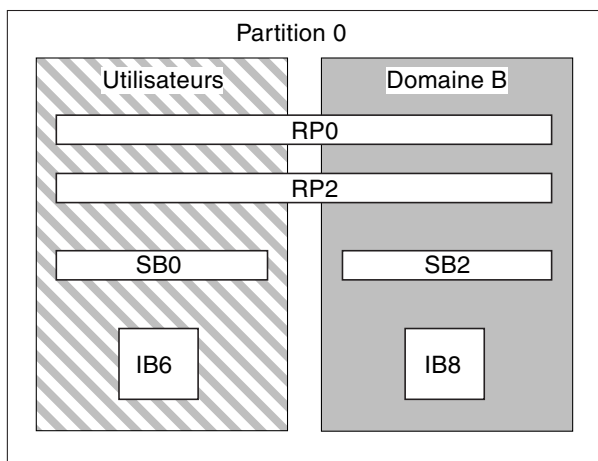 Partition 0
Utilisateurs Domaine B
RP0
RP2
SB0 SB2
IB6 IB8